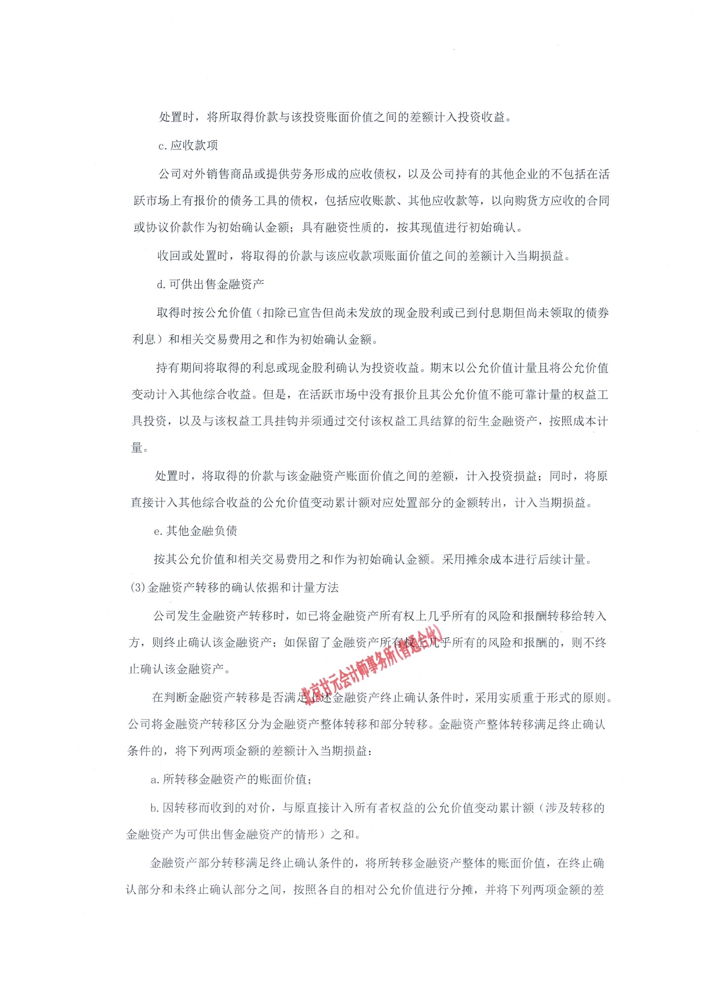 处置时，将所取得价款与该投资账面价值之间的差额计入投资收益。
c.应收款项
公司对外销售商品或提供劳务形成的应收债权，以及公司持有的其他企业的不包括在活
跃市场上有报价的债务工具的债权，包括应收账款、其他应收款等，以向购货方应收的合同
或协议价款作为初始确认金额；具有融资性质的，按其现值进行初始确认。
收回或处置时，将取得的价款与该应收款项账面价值之间的差额计入当期损益。
d.可供出售金融资产
取得时按公允价值（扣除已宣告但尚未发放的现金股利或已到付息期但尚未领取的债券
利息）和相关交易费用之和作为初始确认金额。
持有期间将取得的利息或现金股利确认为投资收益。期末以公允价值计量且将公允价值
变动计入其他综合收益。但是，在活跃市场中没有报价且其公允价值不能可靠计量的权益工
具投资，以及与该权益工具挂钩并须通过交付该权益工具结算的衍生金融资产，按照成本计
量。
处置时，将取得的价款与该金融资产账面价值之间的差额，计入投资损益；同时，将原
直接计入其他综合收益的公允价值变动累计额对应处置部分的金额转出，计入当期损益。
e.其他金融负债
按其公允价值和相关交易费用之和作为初始确认金额。采用摊余成本进行后续计量。
(3)金融资产转移的确认依据和计量方法
公司发生金融资产转移时，如已将金融资产所有权上几乎所有的风险和报酬转移给转入
方，则终止确认该金融资产；如保留了金融资产所有权上几乎所有的风险和报酬的，则不终
止确认该金融资产。
北京甘元会计师事务所(普通合伙)
在判断金融资产转移是否满足上述金融资产终止确认条件时，采用实质重于形式的原则。
公司将金融资产转移区分为金融资产整体转移和部分转移。金融资产整体转移满足终止确认
条件的，将下列两项金额的差额计入当期损益：
a.所转移金融资产的账面价值；
b.因转移而收到的对价，与原直接计入所有者权益的公允价值变动累计额（涉及转移的
金融资产为可供出售金融资产的情形）之和。
金融资产部分转移满足终止确认条件的，将所转移金融资产整体的账面价值，在终止确
认部分和未终止确认部分之间，按照各自的相对公允价值进行分摊，并将下列两项金额的差